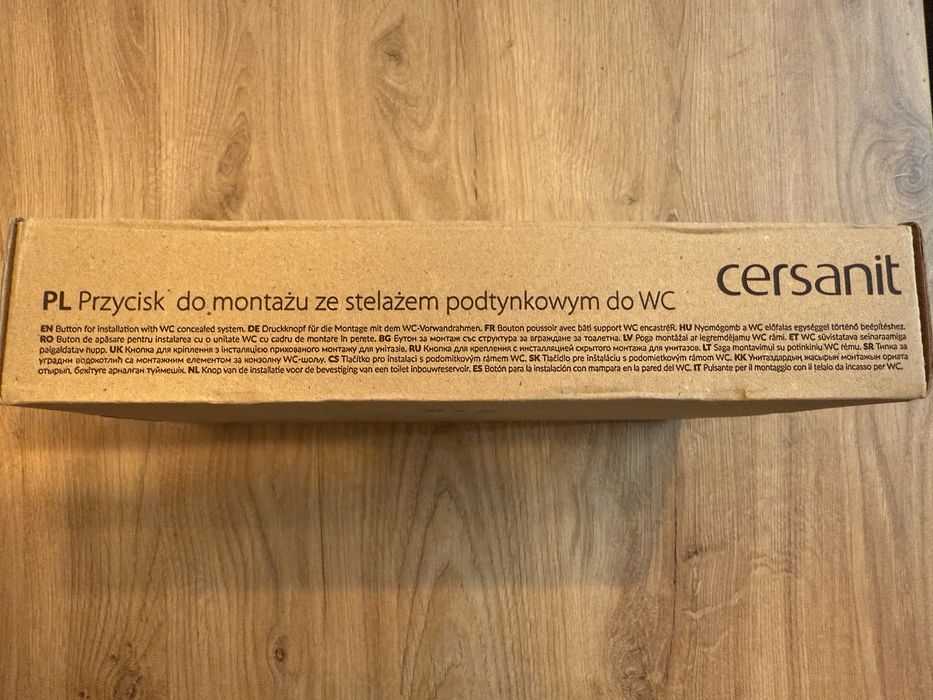 cersanit
PL Przycisk do montażu ze stelażem podtynkowym do WC
EN Button for installation with WC concealed system. DE Druckknopf für die Montage mit dem WC-Vorwandrahmen. FR Bouton poussoir avec bâti support WC encastréR. HU Nyomógomb a WC előfalas egységgel történő beépítéshez.
RO Buton de apăsare pentru instalarea cu o unitate WC cu cadru de montare în perete. BG Бутон за монтаж със структура за вграждане за тоалетна. LV Poga montāžai ar iegremdējamu WC rāmi. ET WC süvistatava seinaraamiga
paigaldatav hupp. UK Кнопка для кріплення з інсталяцією прихованого монтажу для унітазів. RU Кнопка для крепления с инсталляцией скрытого монтажа для унитазов. LT Sąga montavimui su potinkiniu WC rėmu. SR Типка за
уградни водокотлић са монтажним елементом за конзолну WC-шољу. CS Tlačítko pro instalaci s podomítkovým rámem WC. SK Tlačidlo pre inštaláciu s podomietkovým rámom WC. KK Унитаздардың жасырын монтажын орната
отырып, бекітуге арналған түймешік. NL Knop van de installatie voor de bevestiging van een toilet inbouwreservoir. ES Botón para la instalación con mampara en la pared del WC. IT Pulsante per il montaggio con il telaio da incasso per WC.